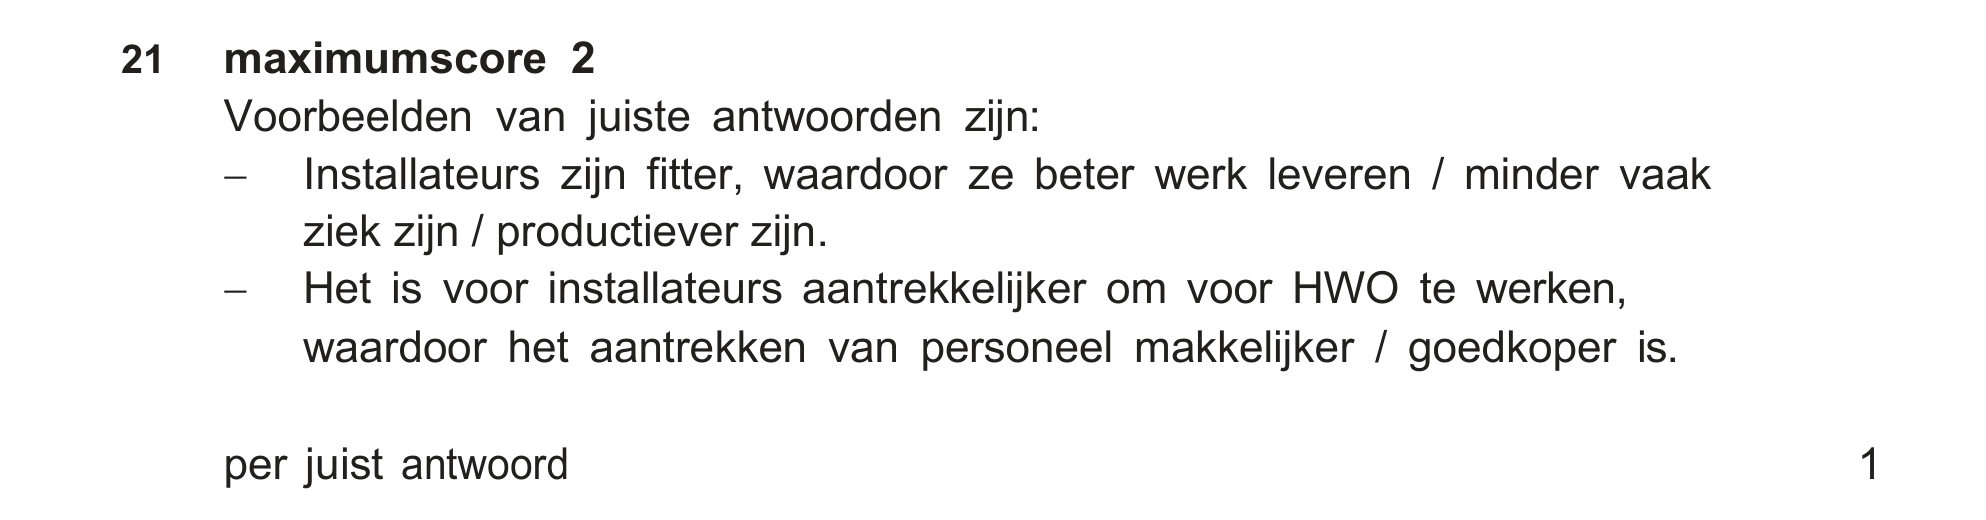 21 maximumscore 2
Voorbeelden van juiste antwoorden zijn:
– Installateurs zijn fitter, waardoor ze beter werk leveren / minder vaak
ziek zijn / productiever zijn.
– Het is voor installateurs aantrekkelijker om voor HWO te werken,
waardoor het aantrekken van personeel makkelijker / goedkoper is.
per juist antwoord 1